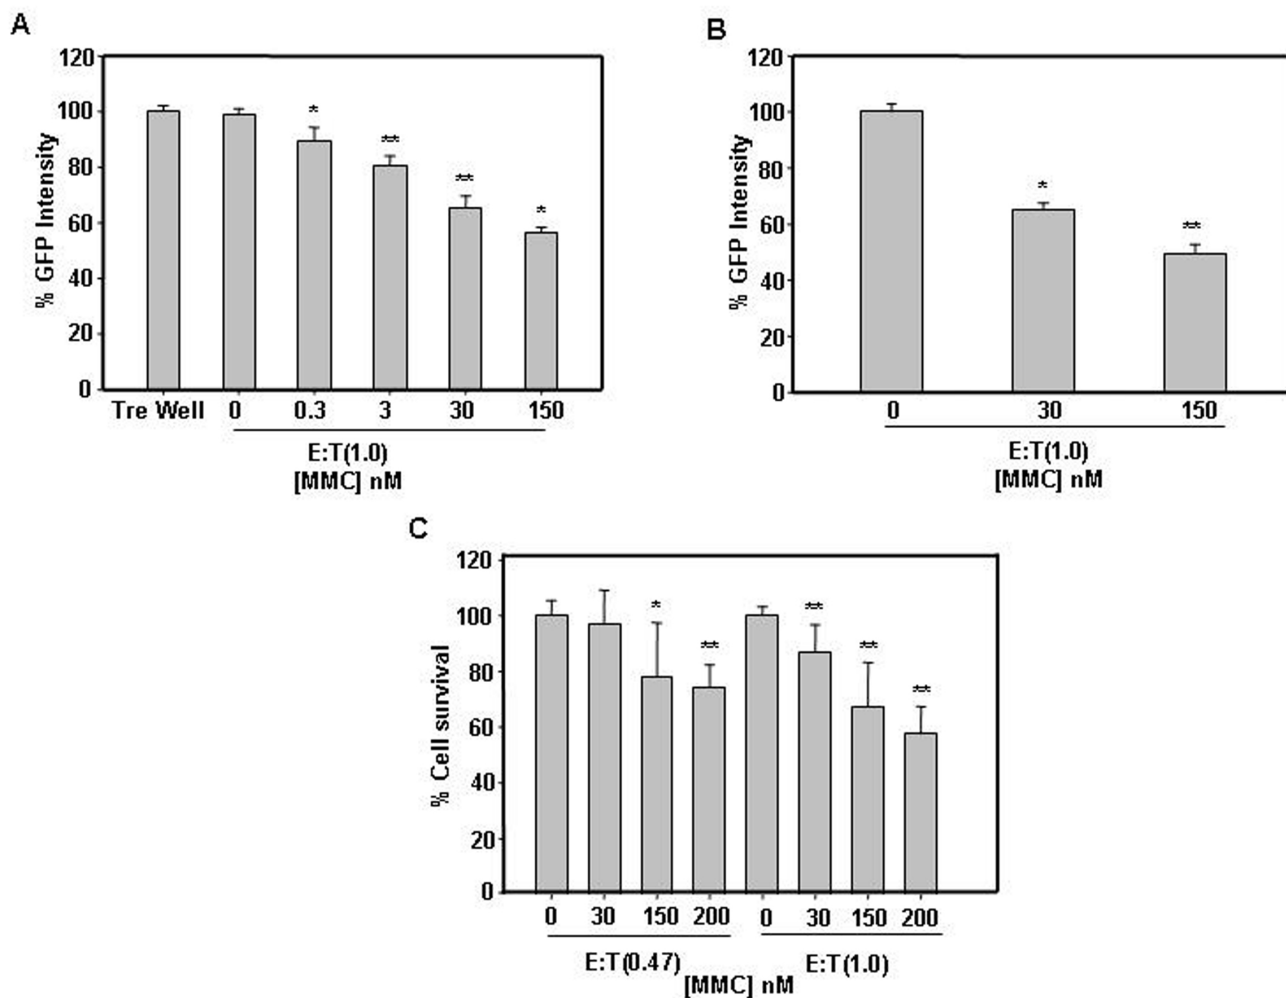 A
120
100
80
60
40
20
0
% GFP Intensity
* ** ** *
Tre Well 0 0.3 3 30 150
E:T(1.0)
[MMC] nM
B
120
100
80
60
40
20
0
% GFP Intensity
* **
0 30 150
E:T(1.0)
[MMC] nM
C
120
100
80
60
40
20
0
% Cell survival
* ** ** ** **
0 30 150 200 0 30 150 200
E:T(0.47) E:T(1.0)
[MMC] nM